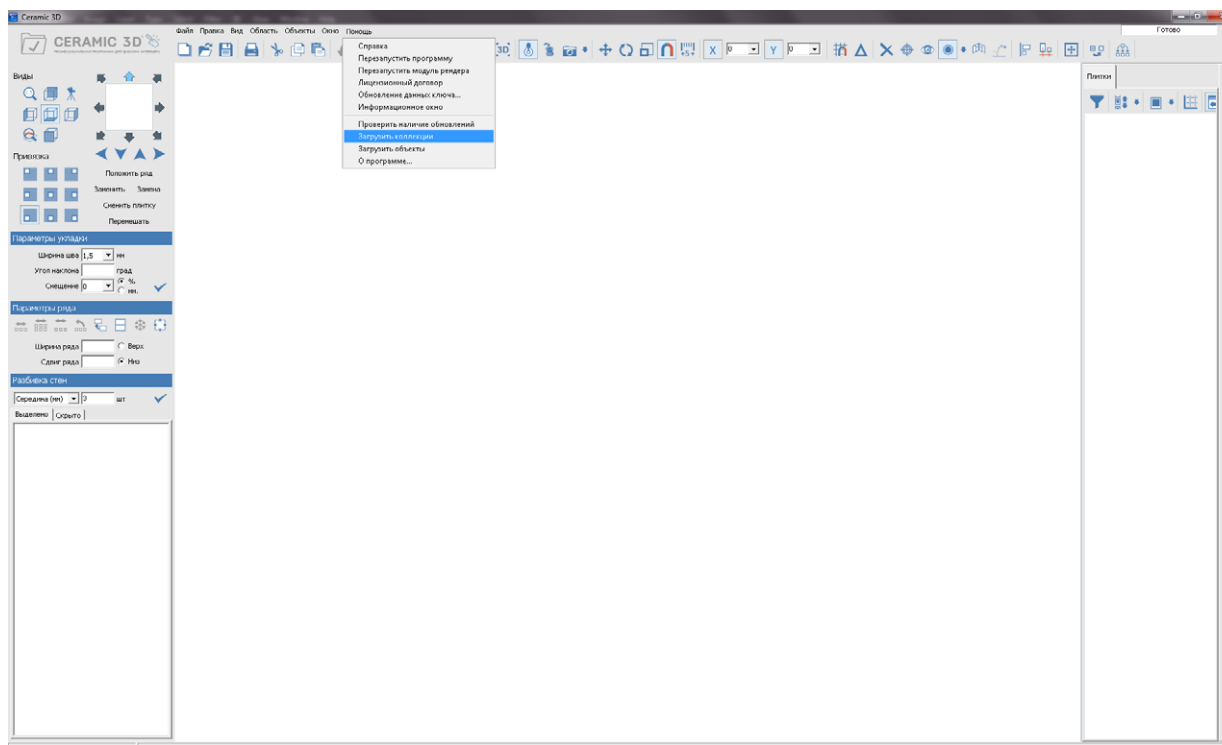 Ceramic 3D
CERAMIC 3D
Файл Правка Вид Область Объекты Окно Помощь
Готово
Справка
Перезапустить программу
Перезапустить модуль рендера
Лицензионный договор
Обновление данных ключа...
Информационное окно
Проверить наличие обновлений
Загрузить коллекции
Загрузить объекты
О программе...
3D
X 0
Y 0
Виды
Привязка
Положить ряд
Заменить Замена
Сменить плитку
Перемешать
Параметры укладки
Ширина шва 1,5 мм
Угол наклона град
Смещение 0 % мм.
Параметры ряда
Ширина ряда Верх
Сдвиг ряда Низ
Разбивка стен
Середина (мм) 3 шт
Выделено Скрыто
Плитки